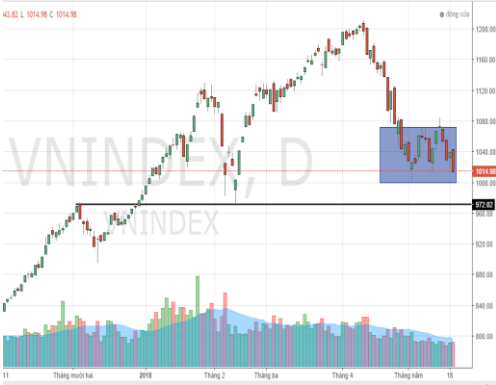 43.82 L 1014.98 C 1014.98
đóng cửa
1200.00
1160.00
1120.00
1080.00
1040.00
1014.98
1000.00
972.82
960.00
920.00
880.00
840.00
800.00
VNINDEX, D
VNINDEX
11 Tháng mười hai 2018 Tháng 2 Tháng ba Tháng 4 Tháng năm 18